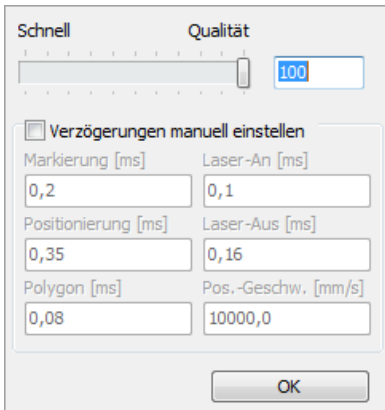 Schnell Qualität
100
Verzögerungen manuell einstellen
Markierung [ms] Laser-An [ms]
0,2 0,1
Positionierung [ms] Laser-Aus [ms]
0,35 0,16
Polygon [ms] Pos.-Geschw. [mm/s]
0,08 10000,0
OK